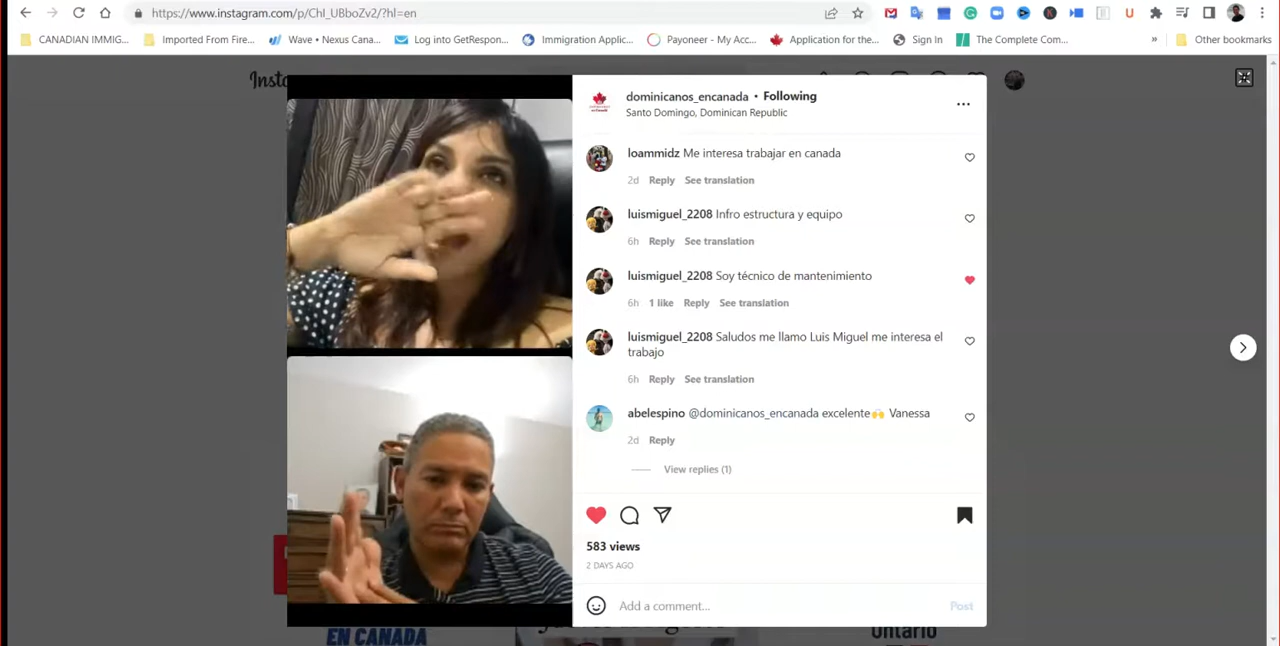 https://www.instagram.com/p/ChI_UBboZv2/?hl=en
CANADIAN IMMIG...
Imported From Fire...
Wave • Nexus Cana...
Log into GetRespon...
Immigration Applic...
Payoneer - My Acc...
Application for the...
Sign In
The Complete Com...
»
Other bookmarks
Insta
dominicanos_encanada • Following
Santo Domingo, Dominican Republic
loammidz Me interesa trabajar en canada
2d Reply See translation
luismiguel_2208 Infro estructura y equipo
6h Reply See translation
luismiguel_2208 Soy técnico de mantenimiento
6h 1 like Reply See translation
luismiguel_2208 Saludos me llamo Luis Miguel me interesa el
trabajo
6h Reply See translation
abelespino @dominicanos_encanada excelente🙌 Vanessa
2d Reply
View replies (1)
583 views
2 DAYS AGO
Add a comment...
Post
EN CANADA
Ontario